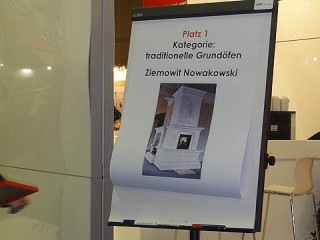 Platz 1
Kategorie:
traditionelle Grundöfen
Ziemowit Nowakowski